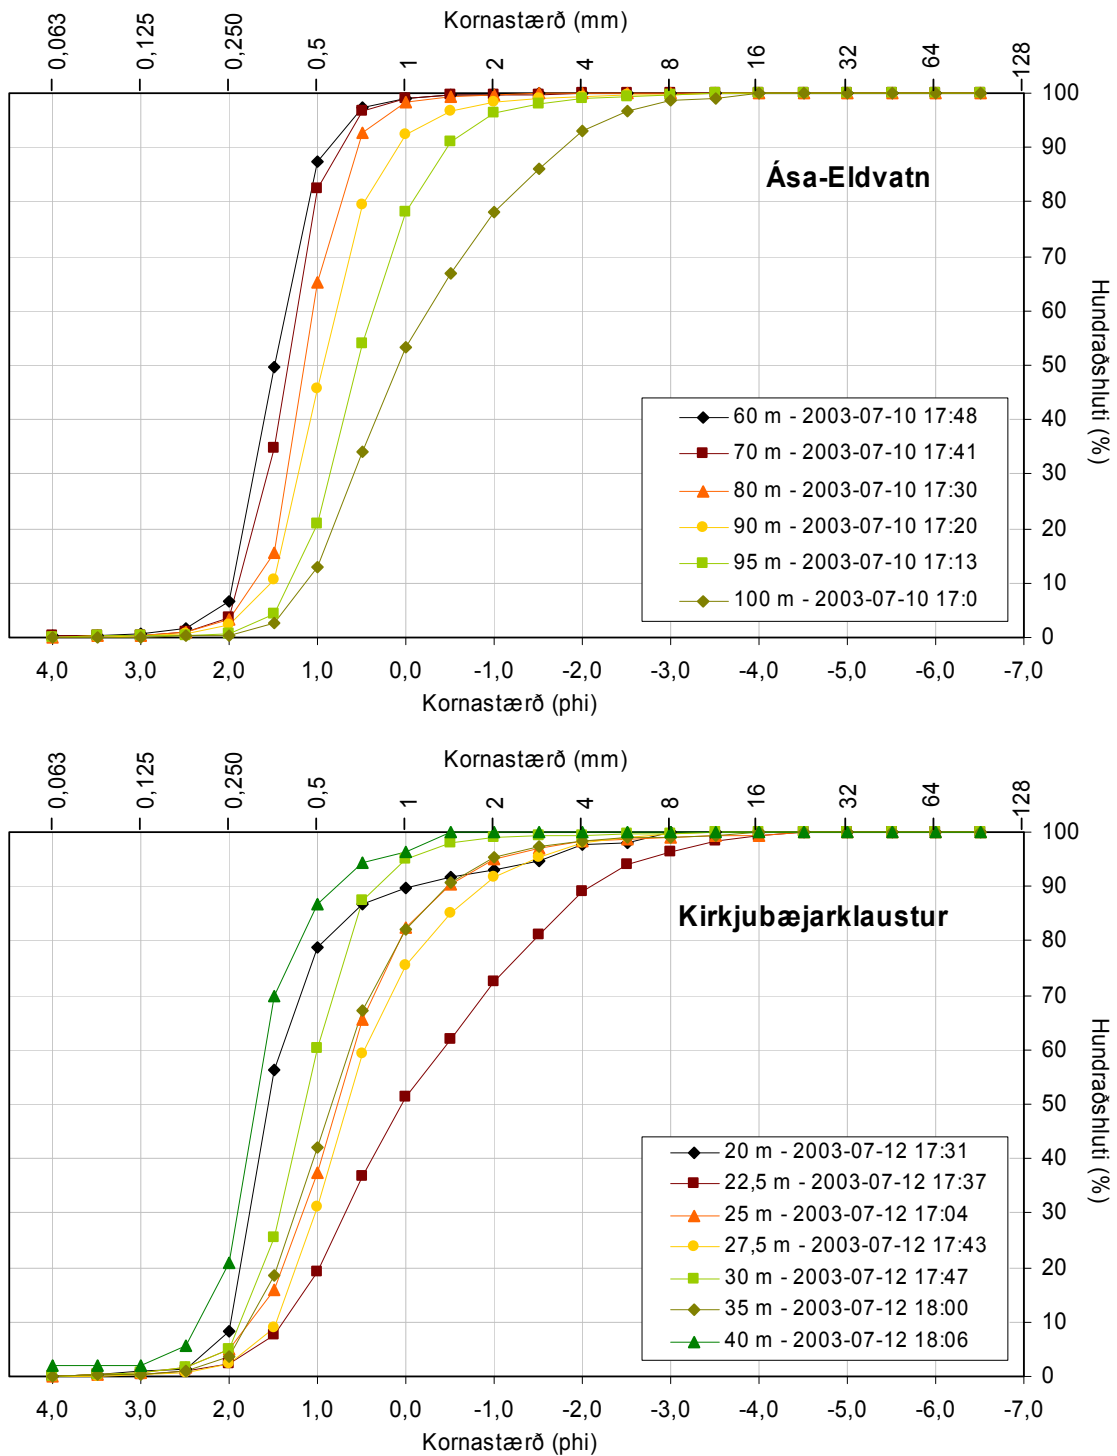 Kornastærð (mm)
0,063 0,125 0,250 0,5 1 2 4 8 16 32 64 128
100
90
80
70
60
50
40
30
20
10
0
Hundraðshluti (%)
Ása-Eldvatn
60 m - 2003-07-10 17:48
70 m - 2003-07-10 17:41
80 m - 2003-07-10 17:30
90 m - 2003-07-10 17:20
95 m - 2003-07-10 17:13
100 m - 2003-07-10 17:0
4,0 3,0 2,0 1,0 0,0 -1,0 -2,0 -3,0 -4,0 -5,0 -6,0 -7,0
Kornastærð (phi)
Kornastærð (mm)
0,063 0,125 0,250 0,5 1 2 4 8 16 32 64 128
100
90
80
70
60
50
40
30
20
10
0
Hundraðshluti (%)
Kirkjubæjarklaustur
20 m - 2003-07-12 17:31
22,5 m - 2003-07-12 17:37
25 m - 2003-07-12 17:04
27,5 m - 2003-07-12 17:43
30 m - 2003-07-12 17:47
35 m - 2003-07-12 18:00
40 m - 2003-07-12 18:06
4,0 3,0 2,0 1,0 0,0 -1,0 -2,0 -3,0 -4,0 -5,0 -6,0 -7,0
Kornastærð (phi)